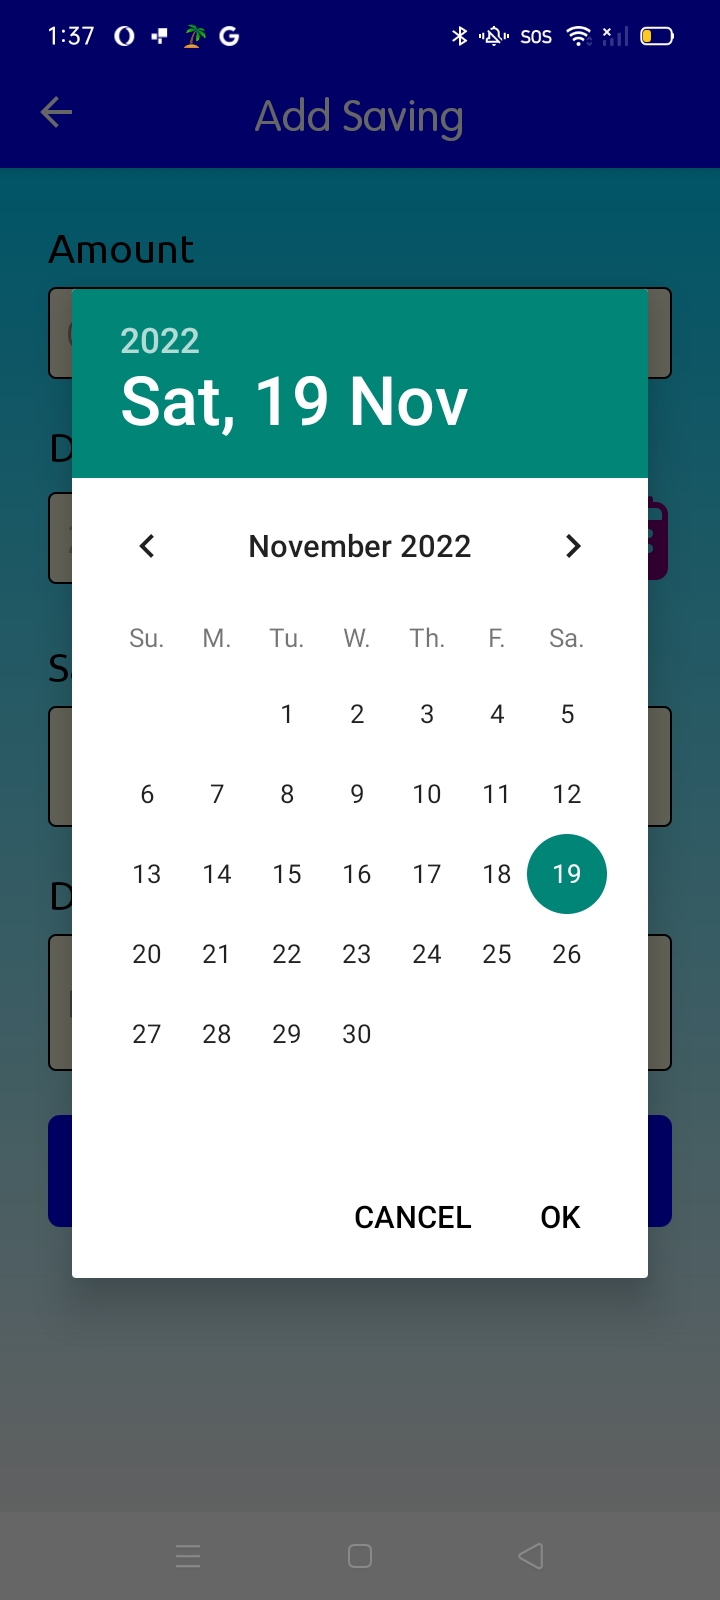 1:37 SOS
Add Saving
Amount
2022
Sat, 19 Nov
November 2022
Su. M. Tu. W. Th. F. Sa.
1 2 3 4 5
6 7 8 9 10 11 12
13 14 15 16 17 18 19
20 21 22 23 24 25 26
27 28 29 30
CANCEL OK